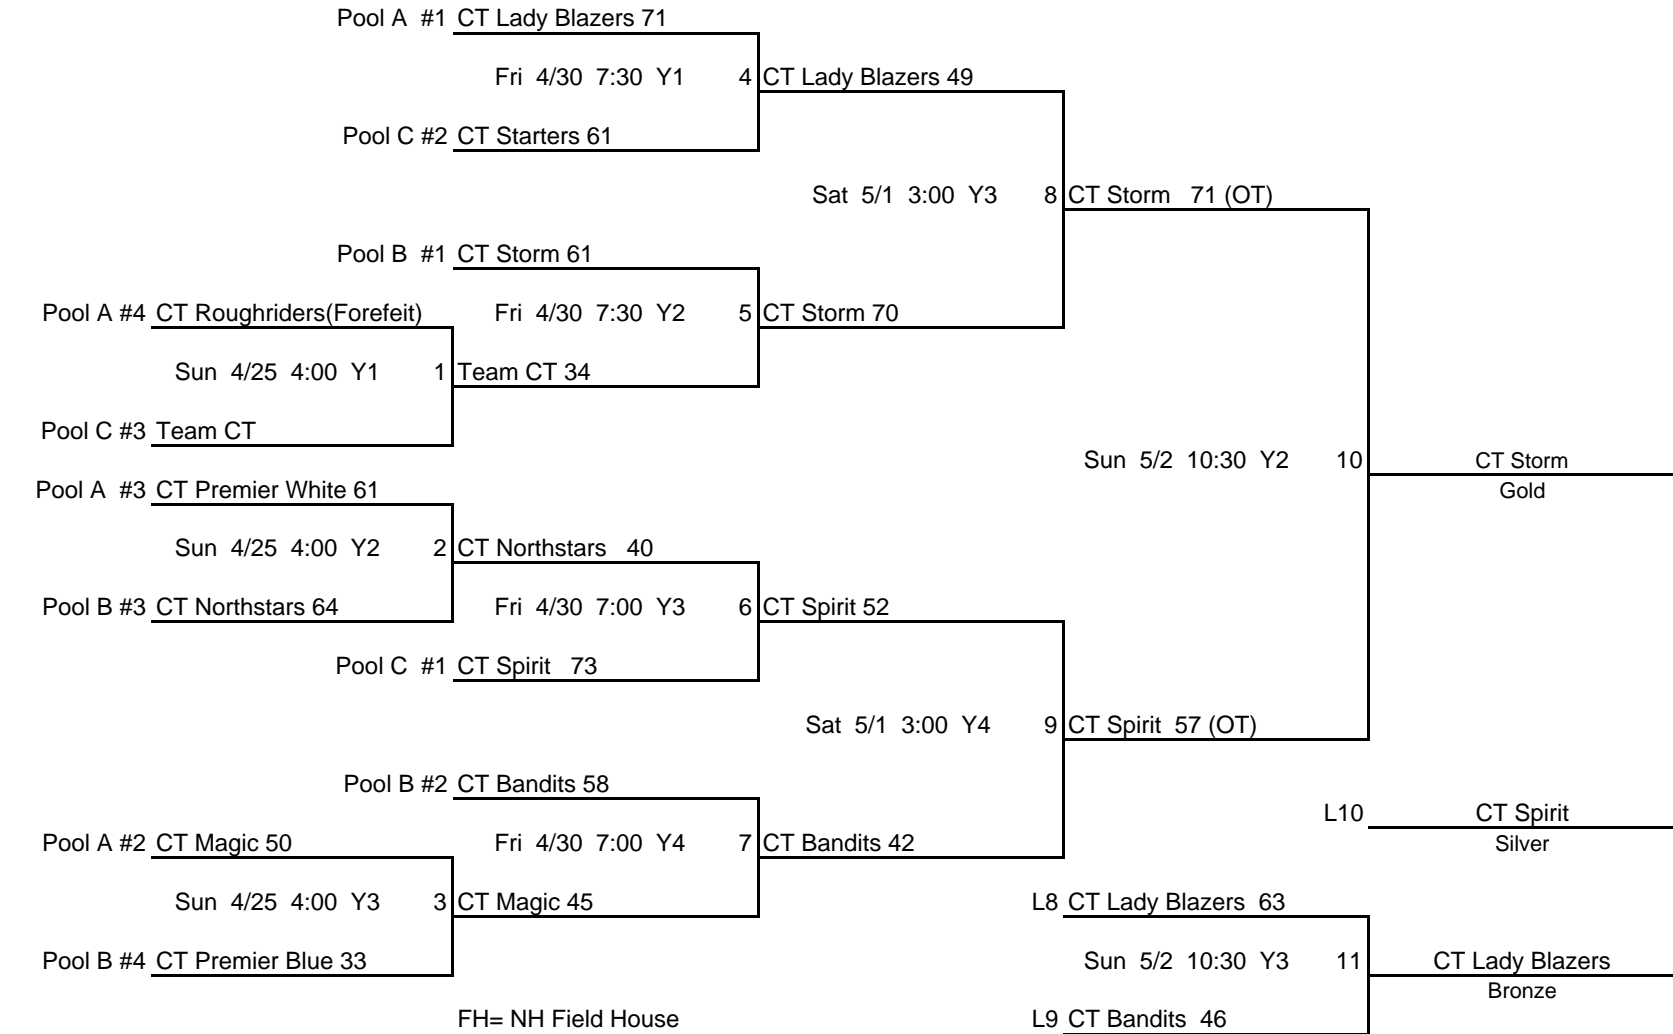 Pool A #1 CT Lady Blazers 71
Fri 4/30 7:30 Y1 4 CT Lady Blazers 49
Pool C #2 CT Starters 61
Sat 5/1 3:00 Y3 8 CT Storm 71 (OT)
Pool B #1 CT Storm 61
Pool A #4 CT Roughriders(Forefeit) Fri 4/30 7:30 Y2 5 CT Storm 70
Sun 4/25 4:00 Y1 1 Team CT 34
Pool C #3 Team CT
Sun 5/2 10:30 Y2 10 CT Storm
Pool A #3 CT Premier White 61 Gold
Sun 4/25 4:00 Y2 2 CT Northstars 40
Pool B #3 CT Northstars 64 Fri 4/30 7:00 Y3 6 CT Spirit 52
Pool C #1 CT Spirit 73
Sat 5/1 3:00 Y4 9 CT Spirit 57 (OT)
Pool B #2 CT Bandits 58
L10 CT Spirit
Pool A #2 CT Magic 50 Fri 4/30 7:00 Y4 7 CT Bandits 42 Silver
Sun 4/25 4:00 Y3 3 CT Magic 45 L8 CT Lady Blazers 63
Pool B #4 CT Premier Blue 33 Sun 5/2 10:30 Y3 11 CT Lady Blazers
Bronze
FH= NH Field House L9 CT Bandits 46